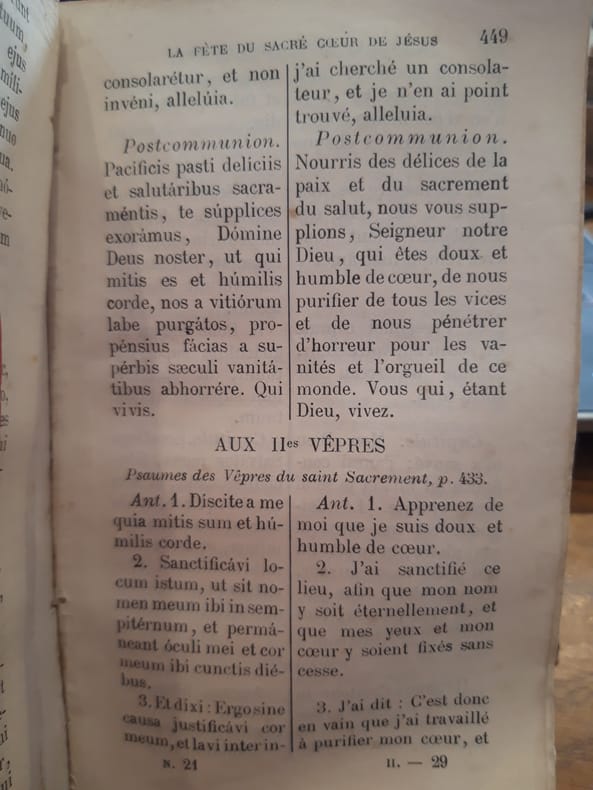 LA FÊTE DU SACRÉ CŒUR DE JÉSUS 449
consolarétur, et non
invéni, allelúia.
Postcommunion.
Pacíficis pasti delíciis
et salutáribus sacra-
méntis, te súpplices
exorámus, Dómine
Deus noster, ut qui
mitis es et húmilis
corde, nos a vitiórum
labe purgátos, pro-
pénsius fácias a su-
pérbis sæculi vanitá-
tibus abhorrére. Qui
vivis.
j'ai cherché un consola-
teur, et je n'en ai point
trouvé, alleluia.
Postcommunion.
Nourris des délices de la
paix et du sacrement
du salut, nous vous sup-
plions, Seigneur notre
Dieu, qui êtes doux et
humble de cœur, de nous
purifier de tous les vices
et de nous pénétrer
d'horreur pour les va-
nités et l'orgueil de ce
monde. Vous qui, étant
Dieu, vivez.
AUX IIes VÊPRES
Psaumes des Vêpres du saint Sacrement, p. 433.
Ant. 1. Discite a me
quia mitis sum et hú-
milis corde.
2. Sanctificávi lo-
cum istum, ut sit no-
men meum ibi in sem-
pitérnum, et permá-
neant óculi mei et cor
meum ibi cunctis dié-
bus.
3. Et dixi : Ergo sine
causa justificávi cor
meum, et lavi inter in-
Ant. 1. Apprenez de
moi que je suis doux et
humble de cœur.
2. J'ai sanctifié ce
lieu, afin que mon nom
y soit éternellement, et
que mes yeux et mon
cœur y soient fixés sans
cesse.
3. J'ai dit : C'est donc
en vain que j'ai travaillé
à purifier mon cœur, et
N. 21 II. — 29